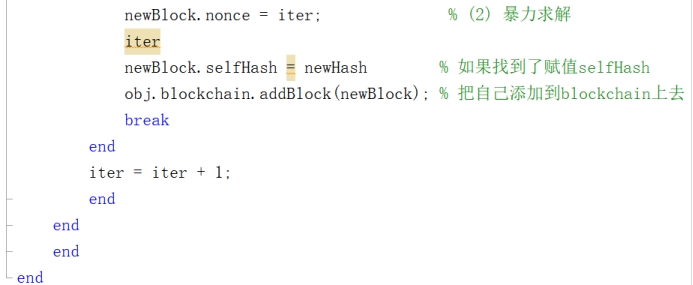 newBlock.nonce = iter; % (2) 暴力求解
iter
newBlock.selfHash = newHash % 如果找到了赋值selfHash
obj.blockchain.addBlock(newBlock); % 把自己添加到blockchain上去
break
end
iter = iter + 1;
end
end
end
end